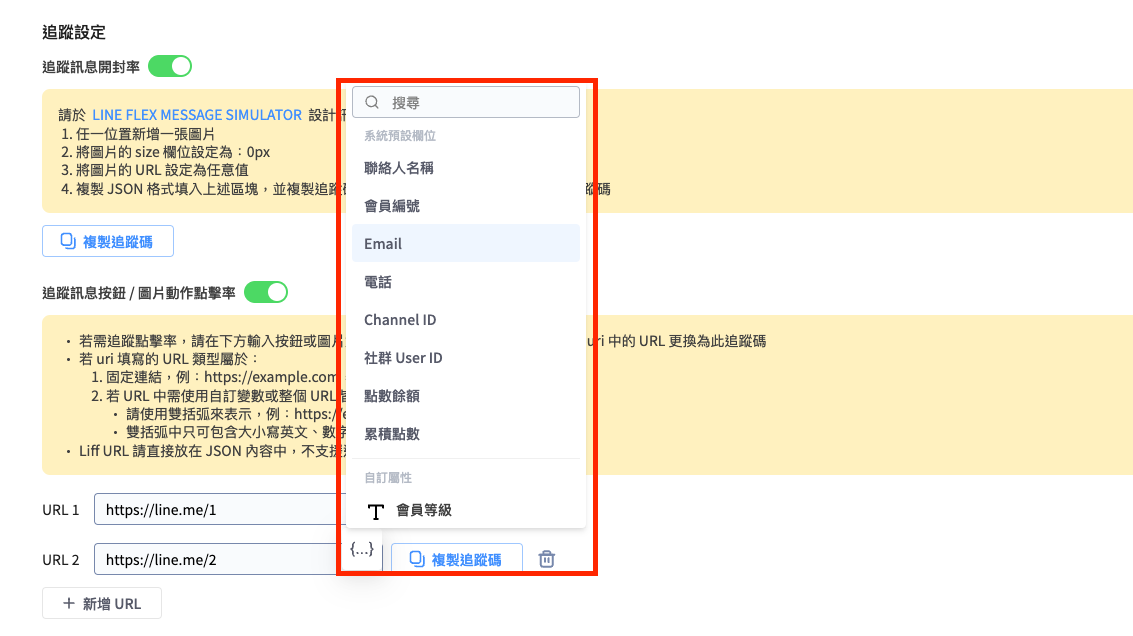 追蹤設定
追蹤訊息開封率
請於 LINE FLEX MESSAGE SIMULATOR 設計
1. 任一位置新增一張圖片
2. 將圖片的 size 欄位設定為：0px
3. 將圖片的 URL 設定為任意值
4. 複製 JSON 格式填入上述區塊，並複製追蹤 蹤碼
複製追蹤碼
追蹤訊息按鈕 / 圖片動作點擊率
• 若需追蹤點擊率，請在下方輸入按鈕或圖片 uri 中的 URL 更換為此追蹤碼
• 若 uri 填寫的 URL 類型屬於：
1. 固定連結，例：https://example.com
2. 若 URL 中需使用自訂變數或整個 URL
• 請使用雙括弧來表示，例：https://e
• 雙括弧中只可包含大小寫英文、數字
• Liff URL 請直接放在 JSON 內容中，不支援
URL 1 https://line.me/1
URL 2 https://line.me/2 {...} 複製追蹤碼
+ 新增 URL
搜尋
系統預設欄位
聯絡人名稱
會員編號
Email
電話
Channel ID
社群 User ID
點數餘額
累積點數
自訂屬性
T 會員等級